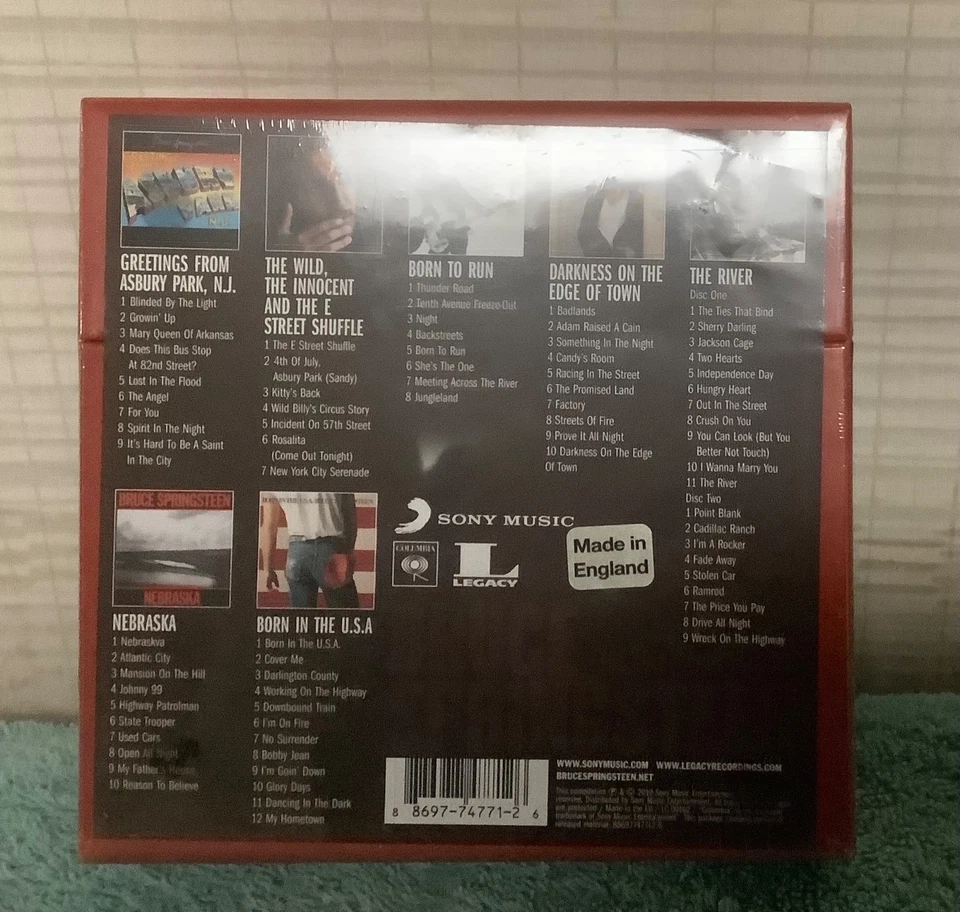 GREETINGS FROM
ASBURY PARK, N.J.
1 Blinded By The Light
2 Growin' Up
3 Mary Queen Of Arkansas
4 Does This Bus Stop
At 82nd Street?
5 Lost In The Flood
6 The Angel
7 For You
8 Spirit In The Night
9 It's Hard To Be A Saint
In The City
THE WILD,
THE INNOCENT
AND THE E
STREET SHUFFLE
1 The E Street Shuffle
2 4th Of July,
Asbury Park (Sandy)
3 Kitty's Back
4 Wild Billy's Circus Story
5 Incident On 57th Street
6 Rosalita
(Come Out Tonight)
7 New York City Serenade
BORN TO RUN
1 Thunder Road
2 Tenth Avenue Freeze-Out
3 Night
4 Backstreets
5 Born To Run
6 She's The One
7 Meeting Across The River
8 Jungleland
DARKNESS ON THE
EDGE OF TOWN
1 Badlands
2 Adam Raised A Cain
3 Something In The Night
4 Candy's Room
5 Racing In The Street
6 The Promised Land
7 Factory
8 Streets Of Fire
9 Prove It All Night
10 Darkness On The Edge
Of Town
THE RIVER
Disc One
1 The Ties That Bind
2 Sherry Darling
3 Jackson Cage
4 Two Hearts
5 Independence Day
6 Hungry Heart
7 Out In The Street
8 Crush On You
9 You Can Look (But You
Better Not Touch)
10 I Wanna Marry You
11 The River
Disc Two
1 Point Blank
2 Cadillac Ranch
3 I'm A Rocker
4 Fade Away
5 Stolen Car
6 Ramrod
7 The Price You Pay
8 Drive All Night
9 Wreck On The Highway
BRUCE SPRINGSTEEN
NEBRASKA
NEBRASKA
1 Nebraskva
2 Atlantic City
3 Mansion On The Hill
4 Johnny 99
5 Highway Patrolman
6 State Trooper
7 Used Cars
8 Open All Night
9 My Father's House
10 Reason To Believe
BORN IN THE U.S.A
1 Born In The U.S.A.
2 Cover Me
3 Darlington County
4 Working On The Highway
5 Downbound Train
6 I'm On Fire
7 No Surrender
8 Bobby Jean
9 I'm Goin' Down
10 Glory Days
11 Dancing In The Dark
12 My Hometown
SONY MUSIC
COLUMBIA
L
LEGACY
Made in
England
8 8697-74771-2 6
WWW.SONYMUSIC.COM WWW.LEGACYRECORDINGS.COM
BRUCESPRINGSTEEN.NET